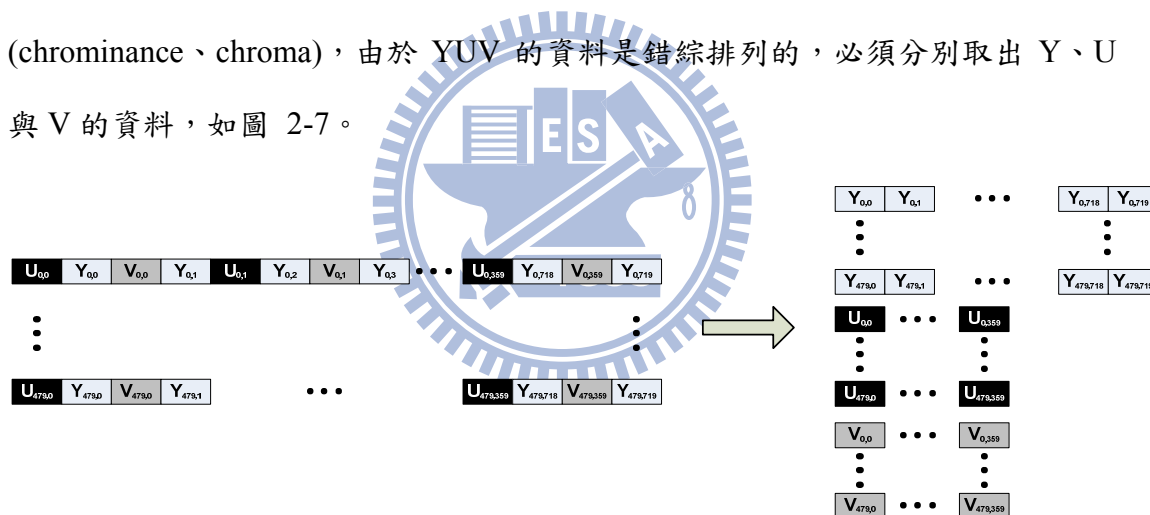 (chrominance、chroma)，由於 YUV 的資料是錯綜排列的，必須分別取出 Y、U
與 V 的資料，如圖 2-7。
E S A
8
U0,0 Y0,0 V0,0 Y0,1 U0,1 Y0,2 V0,1 Y0,3 ••• U0,359 Y0,718 V0,359 Y0,719
U479,0 Y479,0 V479,0 Y479,1 ••• U479,359 Y479,718 V479,359 Y479,719
Y0,0 Y0,1 ••• Y0,718 Y0,719
Y479,0 Y479,1 ••• Y479,718 Y479,719
U0,0 ••• U0,359
U479,0 ••• U479,359
V0,0 ••• V0,359
V479,0 ••• V479,359